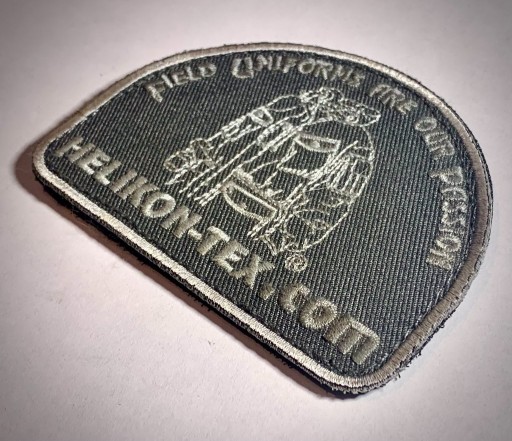 FIELD UNIFORMS ARE OUR PASSION
®
HELIKON-TEX.COM